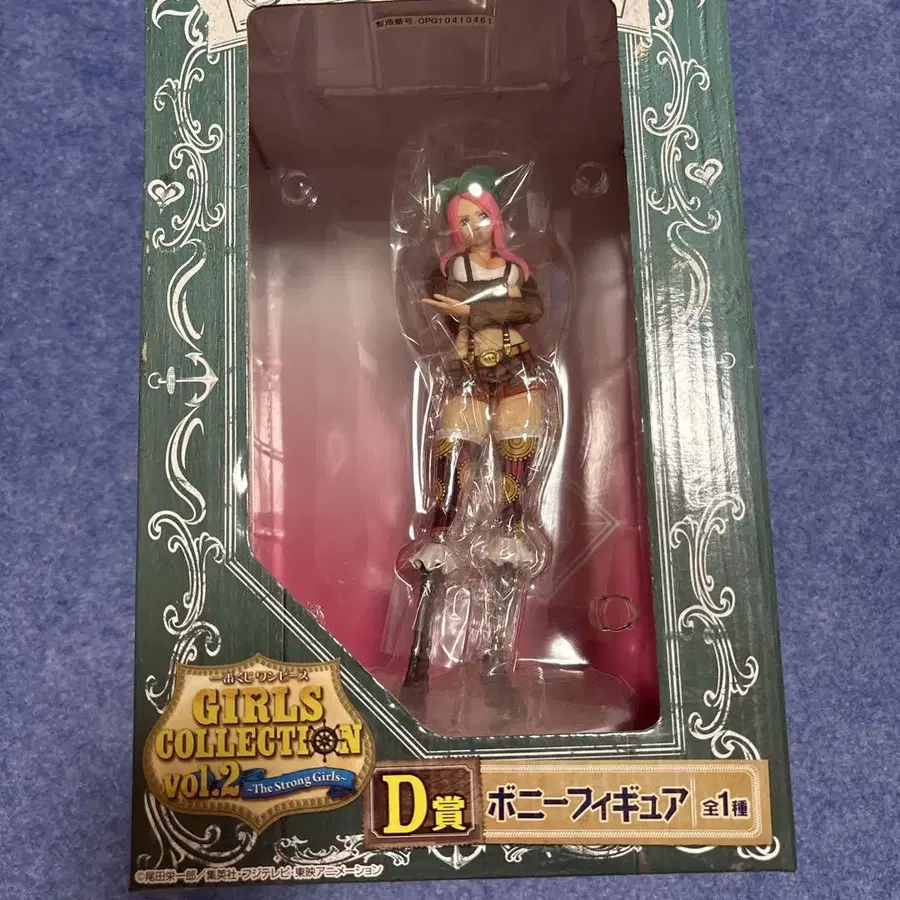 製造番号:OPG10410461
一番くじ ワンピース
GIRLS
COLLECTION
vol.2
~The Strong Girls~
D賞
ボニーフィギュア
全1種
©尾田栄一郎/集英社・フジテレビ・東映アニメーション